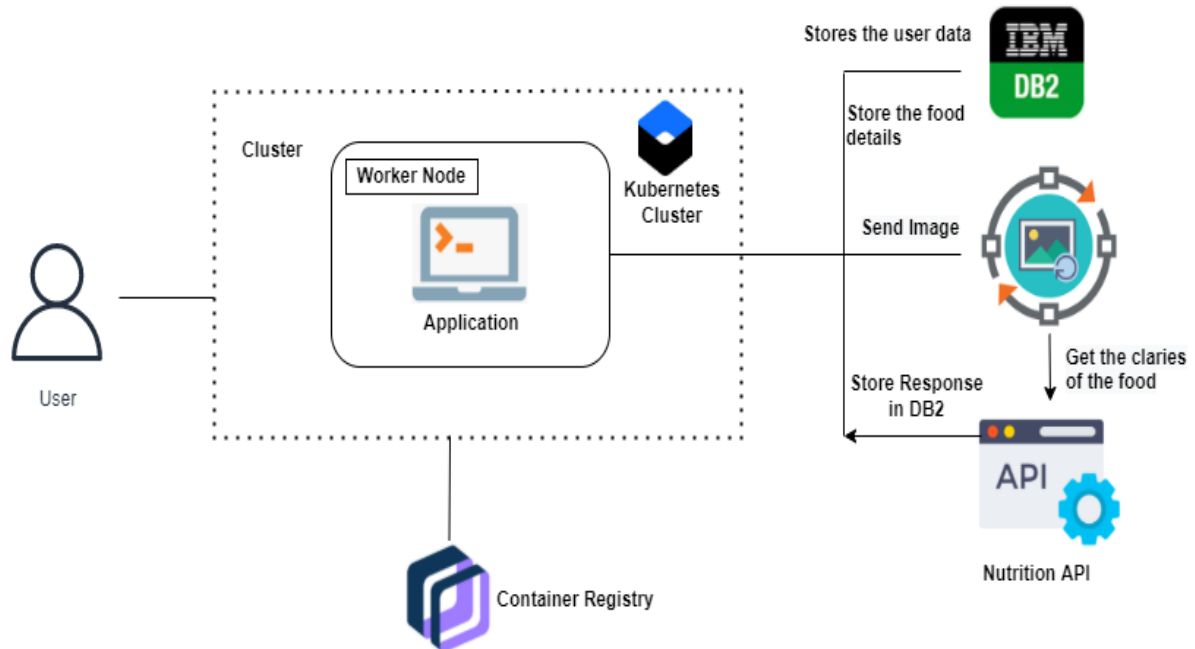 Stores the user data
IBM
DB2
Store the food
details
Cluster
Worker Node
Kubernetes
Cluster
Send Image
Application
Get the claries
of the food
User
Store Response
in DB2
API
Nutrition API
Container Registry